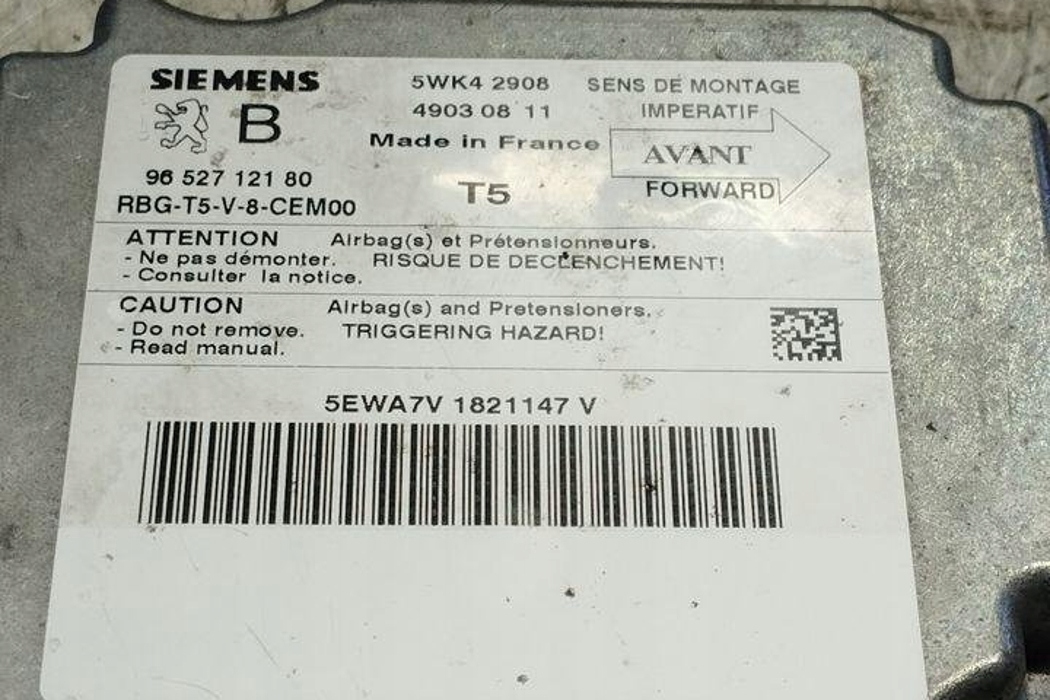 SIEMENS
5WK4 2908
SENS DE MONTAGE
B
4903 08 11
IMPERATIF
Made in France
AVANT
96 527 121 80
T5
FORWARD
RBG-T5-V-8-CEM00
ATTENTION Airbag(s) et Prétensionneurs.
- Ne pas démonter. RISQUE DE DECLENCHEMENT!
- Consulter la notice.
CAUTION Airbag(s) and Pretensioners.
- Do not remove. TRIGGERING HAZARD!
- Read manual.
5EWA7V 1821147 V